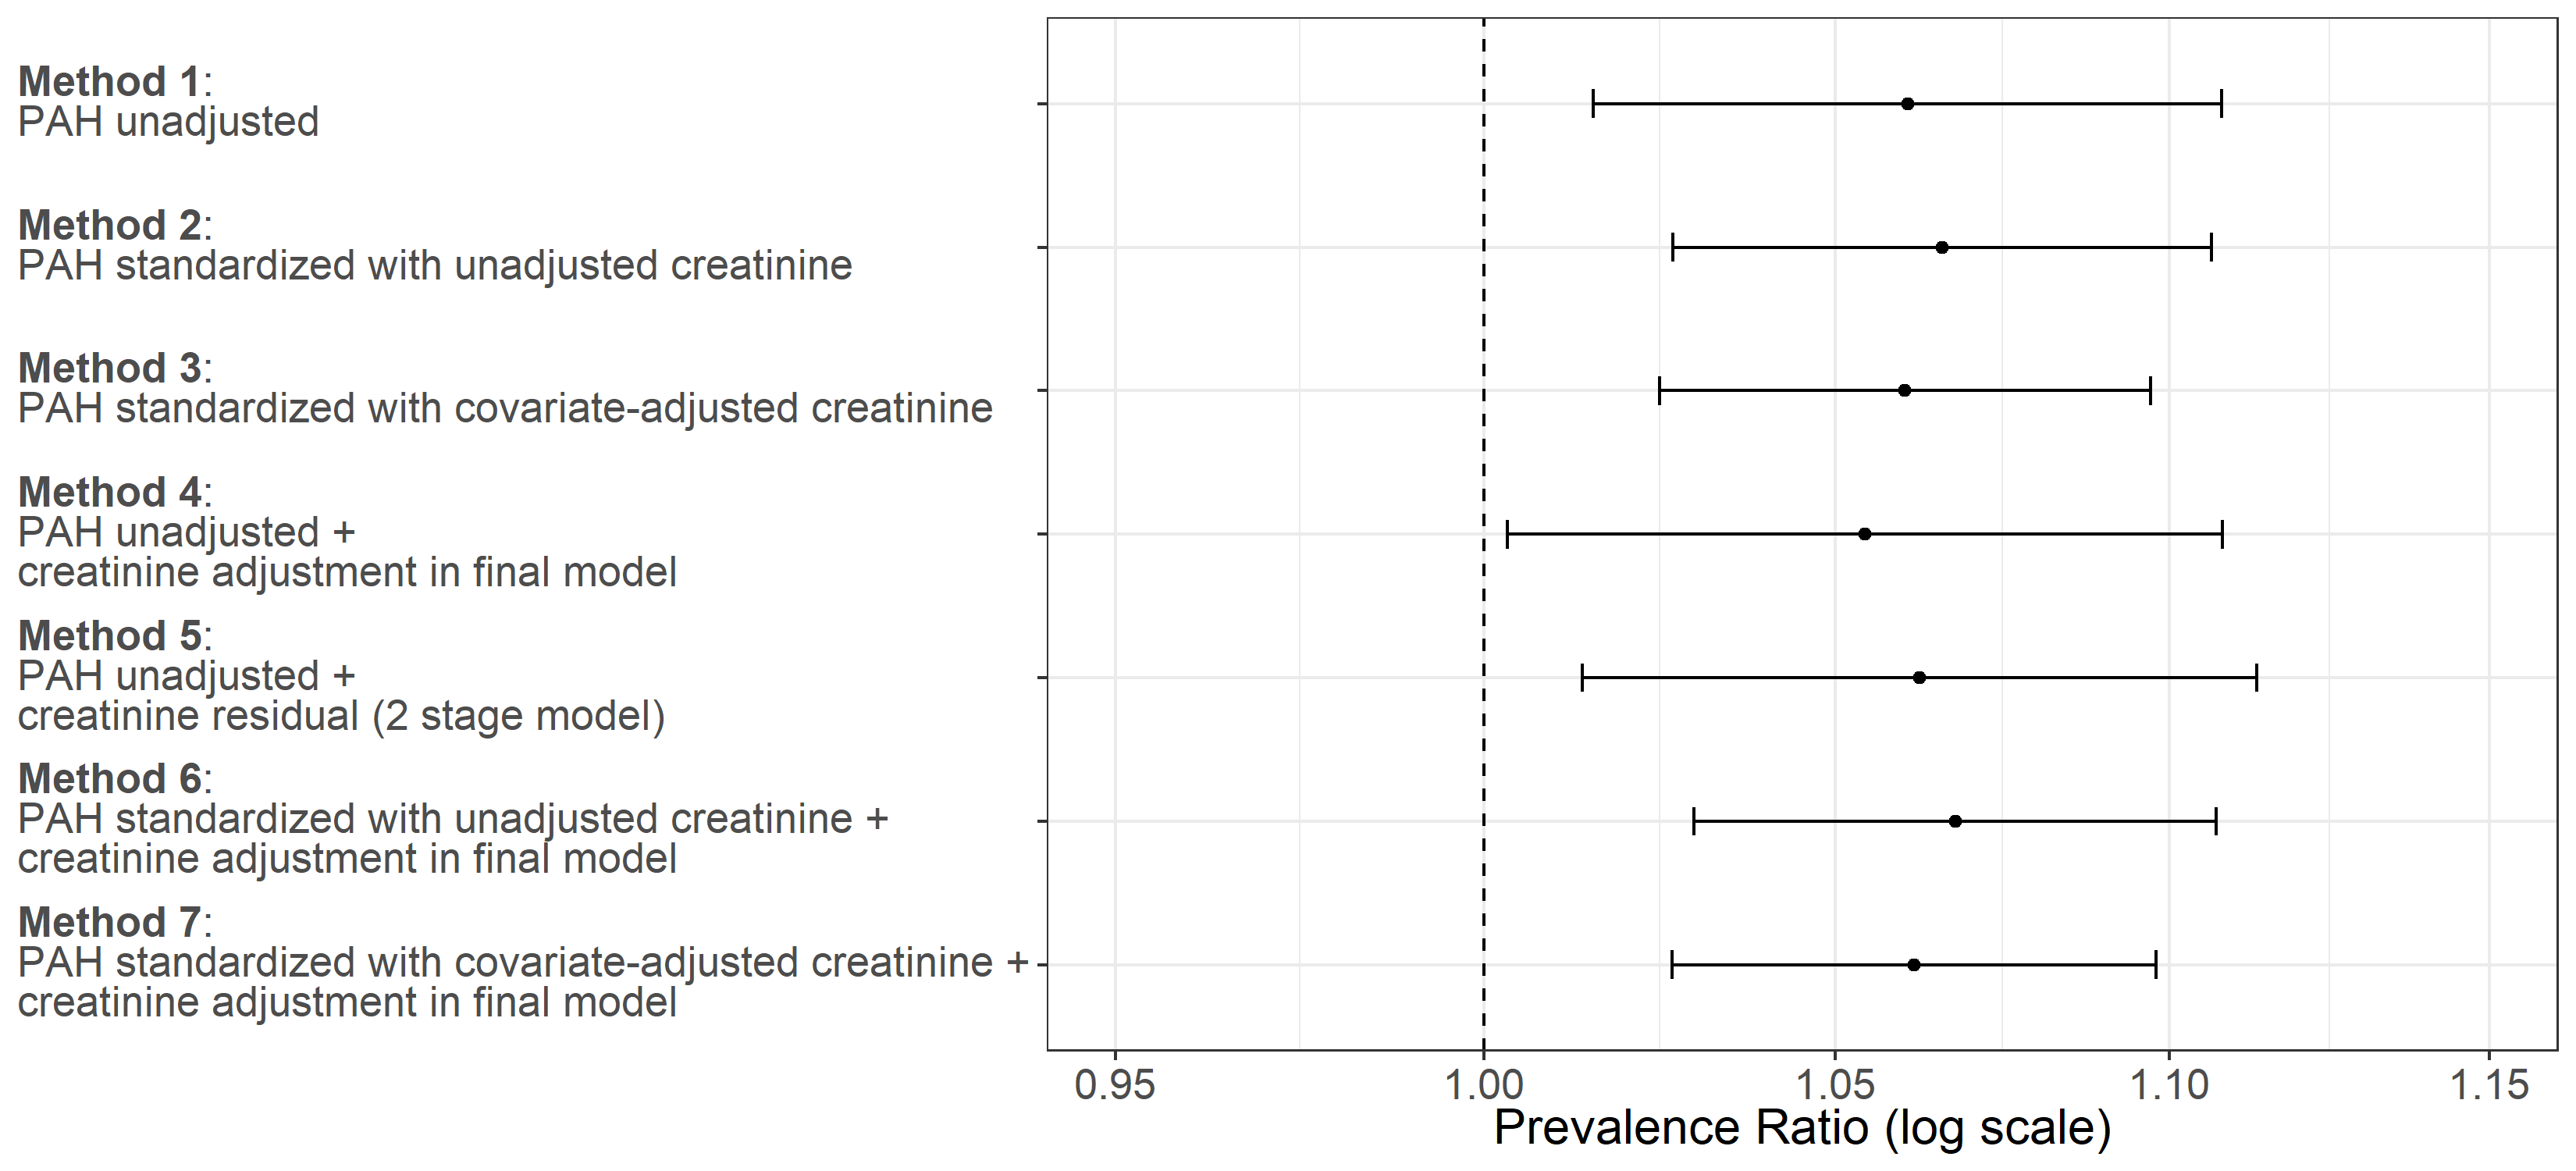 Method 1:
PAH unadjusted
Method 2:
PAH standardized with unadjusted creatinine
Method 3:
PAH standardized with covariate-adjusted creatinine
Method 4:
PAH unadjusted +
creatinine adjustment in final model
Method 5:
PAH unadjusted +
creatinine residual (2 stage model)
Method 6:
PAH standardized with unadjusted creatinine +
creatinine adjustment in final model
Method 7:
PAH standardized with covariate-adjusted creatinine +
creatinine adjustment in final model
0.95 1.00 1.05 1.10 1.15
Prevalence Ratio (log scale)